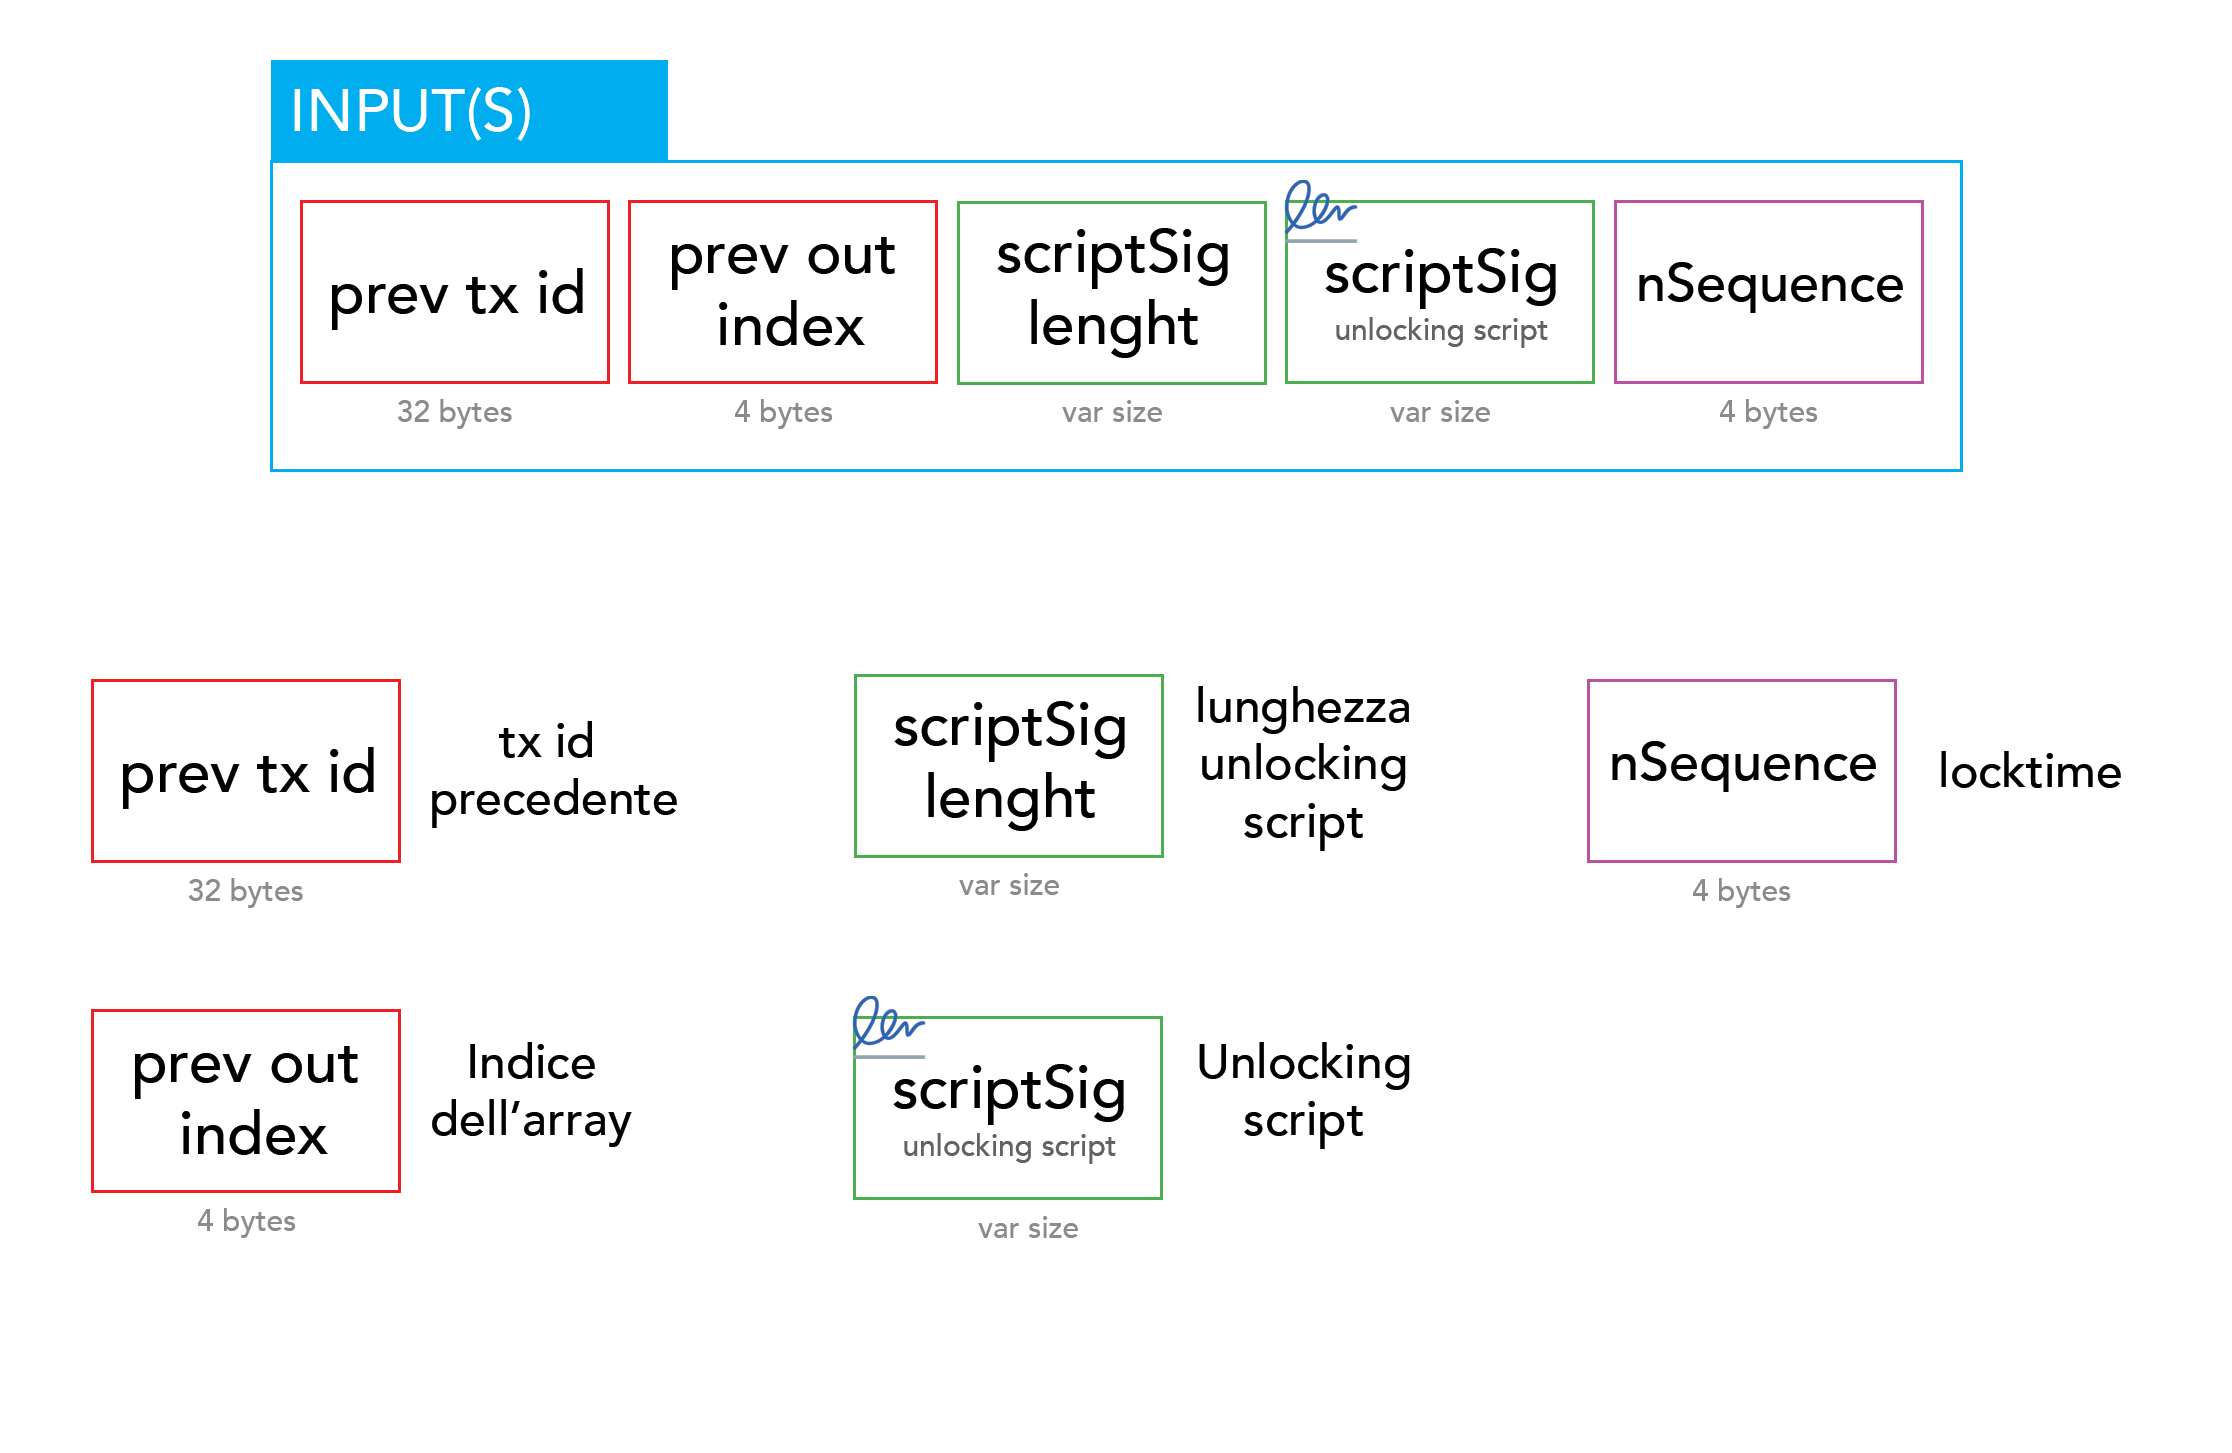 INPUT(S)
prev tx id
32 bytes
prev out
index
4 bytes
scriptSig
lenght
var size
scriptSig
unlocking script
var size
nSequence
4 bytes
prev tx id
32 bytes
tx id
precedente
scriptSig
lenght
var size
lunghezza
unlocking
script
nSequence
4 bytes
locktime
prev out
index
4 bytes
Indice
dell’array
scriptSig
unlocking script
var size
Unlocking
script